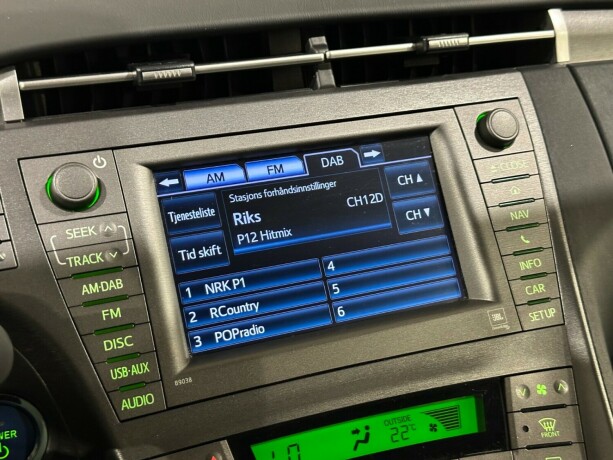 AM FM DAB
Stasjons forhåndsinnstillinger
Tjenesteliste
Riks CH12D
P12 Hitmix
Tid skift
CH ▲
CH ▼
1 NRK P1
2 RCountry
3 POPradio
4
5
6
SEEK
TRACK
AM·DAB
FM
DISC
USB·AUX
AUDIO
CLOSE
NAV
INFO
CAR
SETUP
JBL
89038
OUTSIDE
22°C
FRONT